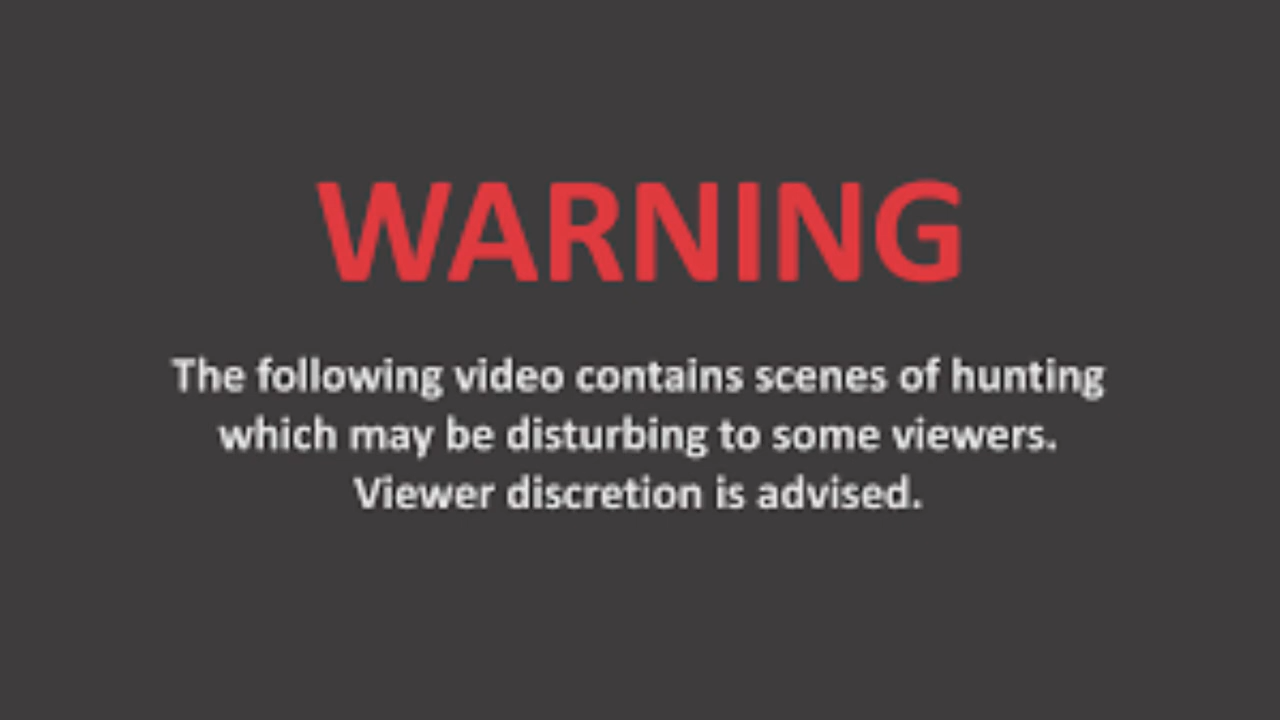 WARNING
The following video contains scenes of hunting
which may be disturbing to some viewers.
Viewer discretion is advised.